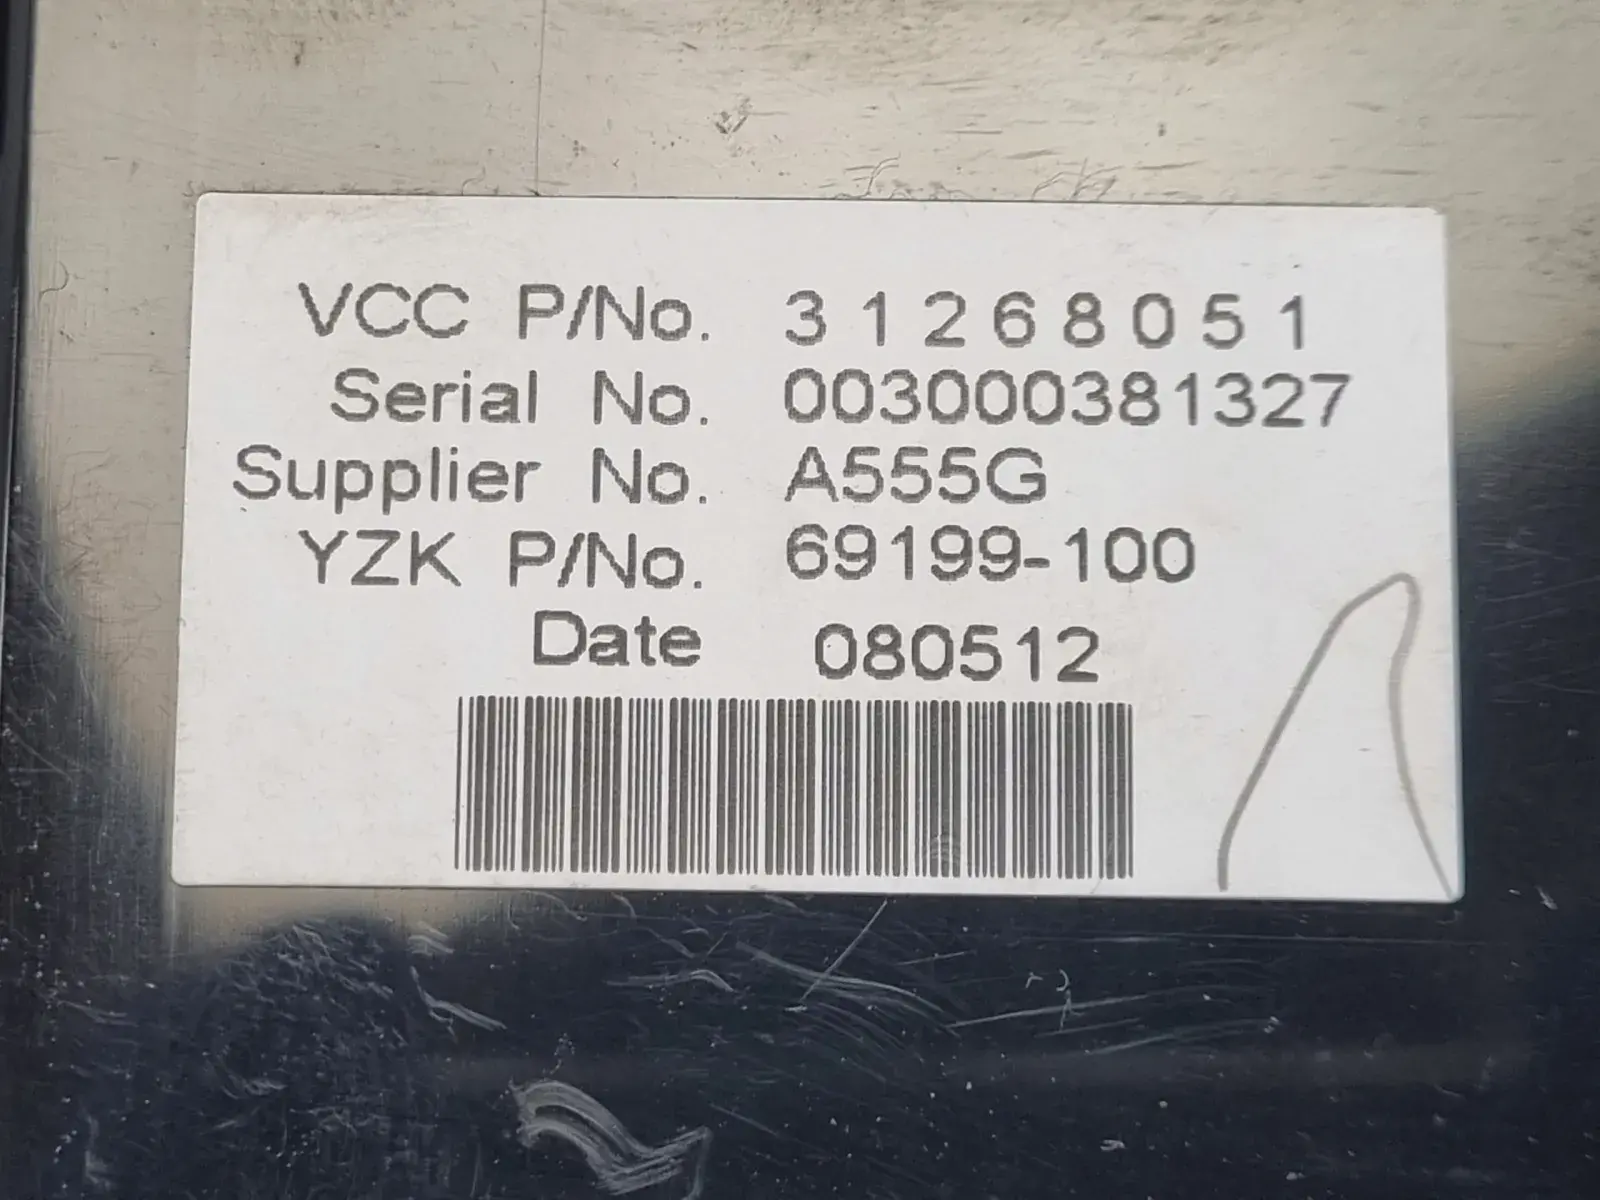 VCC P/No. 31268051
Serial No. 003000381327
Supplier No. A555G
YZK P/No. 69199-100
Date 080512